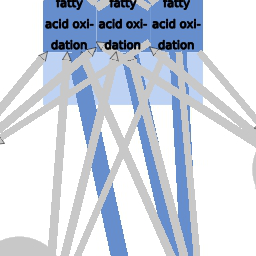 fatty fatty fatty
acid oxi- acid oxi- acid oxi-
dation dation dation